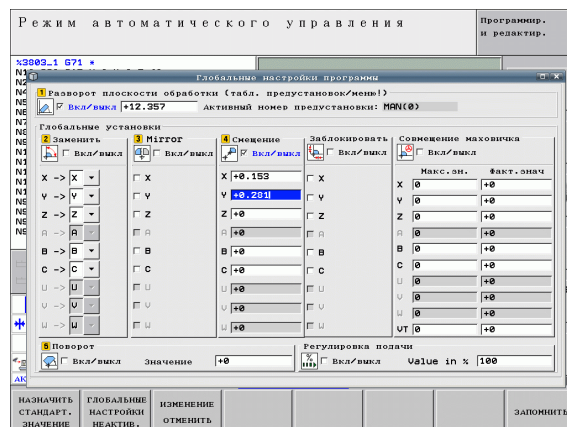 Режим автоматического управления
Программир. и редактир.
%3803_1 G71 *
Глобальные настройки программы
1 Разворот плоскости обработки (табл. предустановок/меню!)
Вкл/выкл +12.357 Активный номер предустановки: MAN(0)
Глобальные установки
2 Заменить 3 Mirror 4 Смещение Заблокировать Совмещение маховичка
Вкл/выкл Вкл/выкл Вкл/выкл Вкл/выкл Вкл/выкл
Макс.зн. Факт.знач
X -> X X X +0.153 X X 0 +0
Y -> Y Y Y +0.281 Y Y 0 +0
Z -> Z Z Z +0 Z Z 0 +0
A -> A A A +0 A A 0 +0
B -> B B B +0 B B 0 +0
C -> C C C +0 C C 0 +0
U -> U U U +0 U U 0 +0
V -> V V V +0 V V 0 +0
W -> W W W +0 W W 0 +0
VT 0 +0
5 Поворот Регулировка подачи
Вкл/выкл Значение +0 Вкл/выкл Value in % 100
НАЗНАЧИТЬ СТАНДАРТ. ЗНАЧЕНИЕ
ГЛОБАЛЬНЫЕ НАСТРОЙКИ НЕАКТИВ.
ИЗМЕНЕНИЕ ОТМЕНИТЬ
ЗАПОМНИТЬ